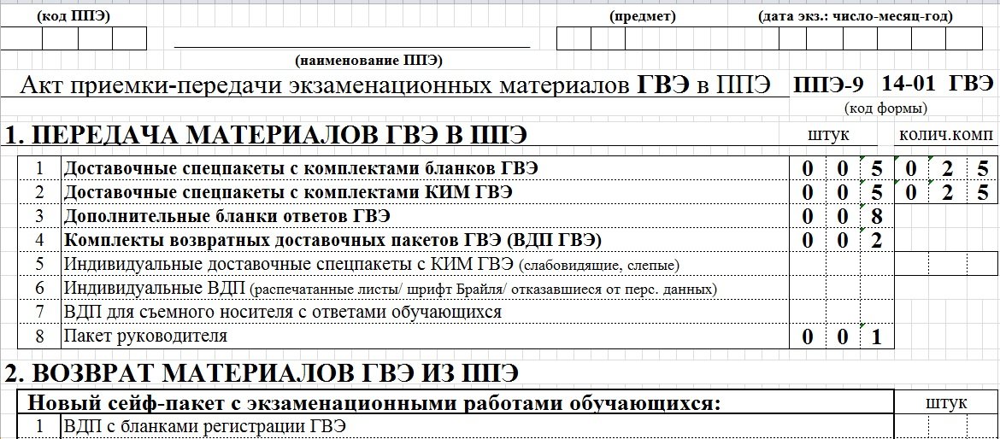 (код ППЭ) (предмет) (дата экз.: число-месяц-год)
(наименование ППЭ)
Акт приемки-передачи экзаменационных материалов ГВЭ в ППЭ ППЭ-9 14-01 ГВЭ
(код формы)
1. ПЕРЕДАЧА МАТЕРИАЛОВ ГВЭ В ППЭ штук колич.комп
1 Доставочные спецпакеты с комплектами бланков ГВЭ 0 0 5 0 2 5
2 Доставочные спецпакеты с комплектами КИМ ГВЭ 0 0 5 0 2 5
3 Дополнительные бланки ответов ГВЭ 0 0 8
4 Комплекты возвратных доставочных пакетов ГВЭ (ВДП ГВЭ) 0 0 2
5 Индивидуальные доставочные спецпакеты с КИМ ГВЭ (слабовидящие, слепые)
6 Индивидуальные ВДП (распечатанные листы/ шрифт Брайля/ отказавшиеся от перс. данных)
7 ВДП для съемного носителя с ответами обучающихся
8 Пакет руководителя 0 0 1
2. ВОЗВРАТ МАТЕРИАЛОВ ГВЭ ИЗ ППЭ
Новый сейф-пакет с экзаменационными работами обучающихся: штук
1 ВДП с бланками регистрации ГВЭ